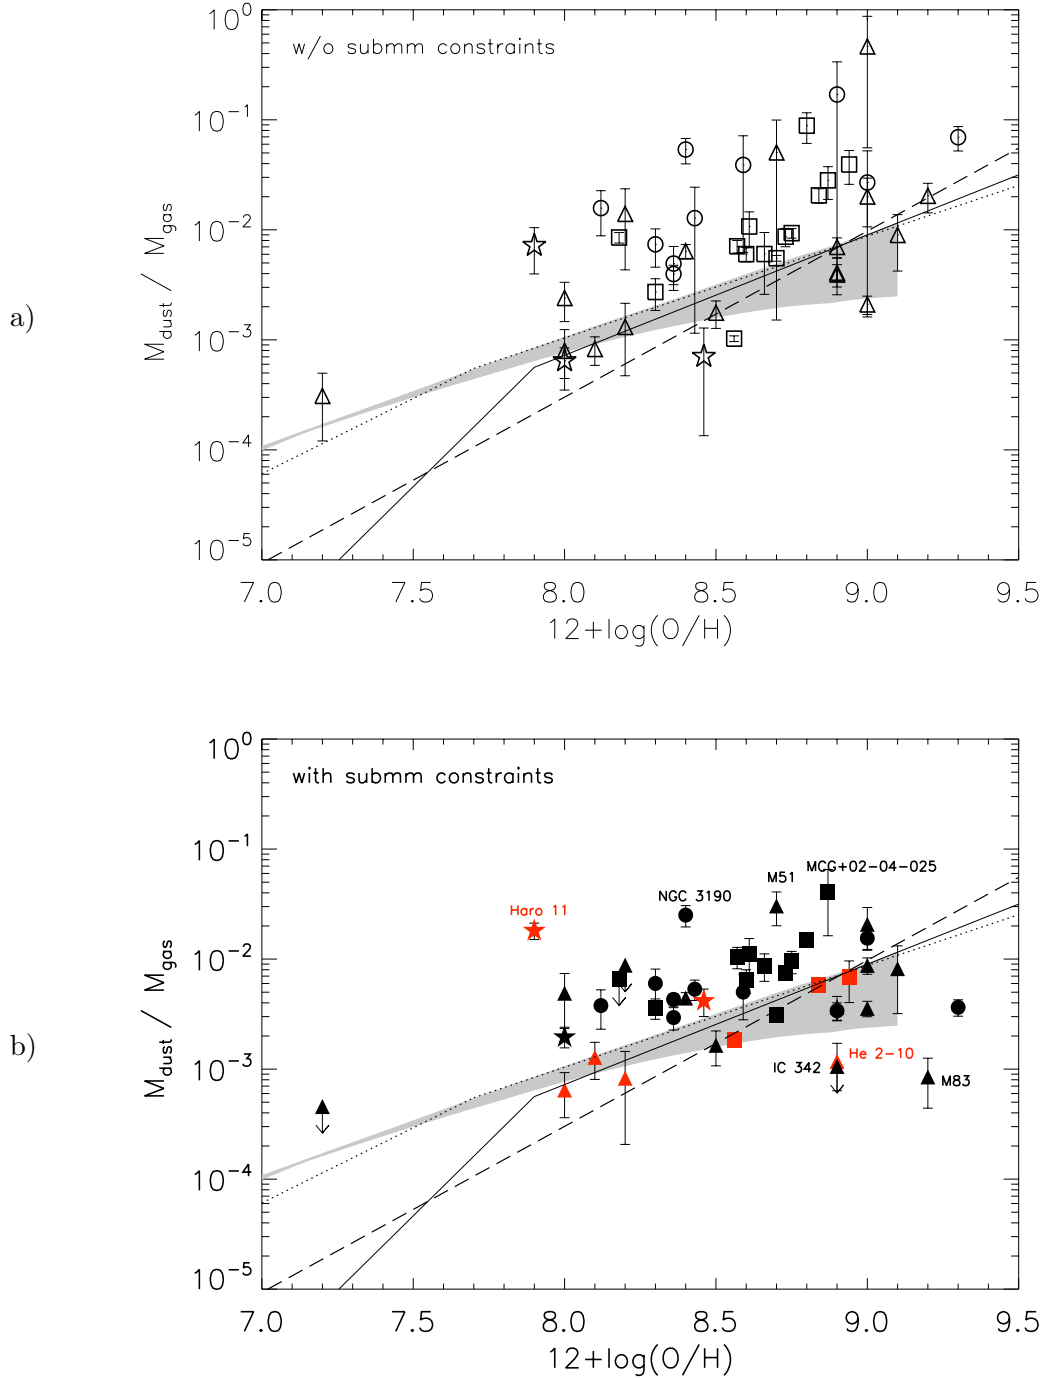 a)
w/o submm constraints
M_dust / M_gas
10^0
10^-1
10^-2
10^-3
10^-4
10^-5
7.0 7.5 8.0 8.5 9.0 9.5
12+log(O/H)
b)
with submm constraints
M_dust / M_gas
10^0
10^-1
10^-2
10^-3
10^-4
10^-5
MCG+02-04-025
M51
NGC 3190
Haro 11
He 2-10
IC 342
M83
7.0 7.5 8.0 8.5 9.0 9.5
12+log(O/H)